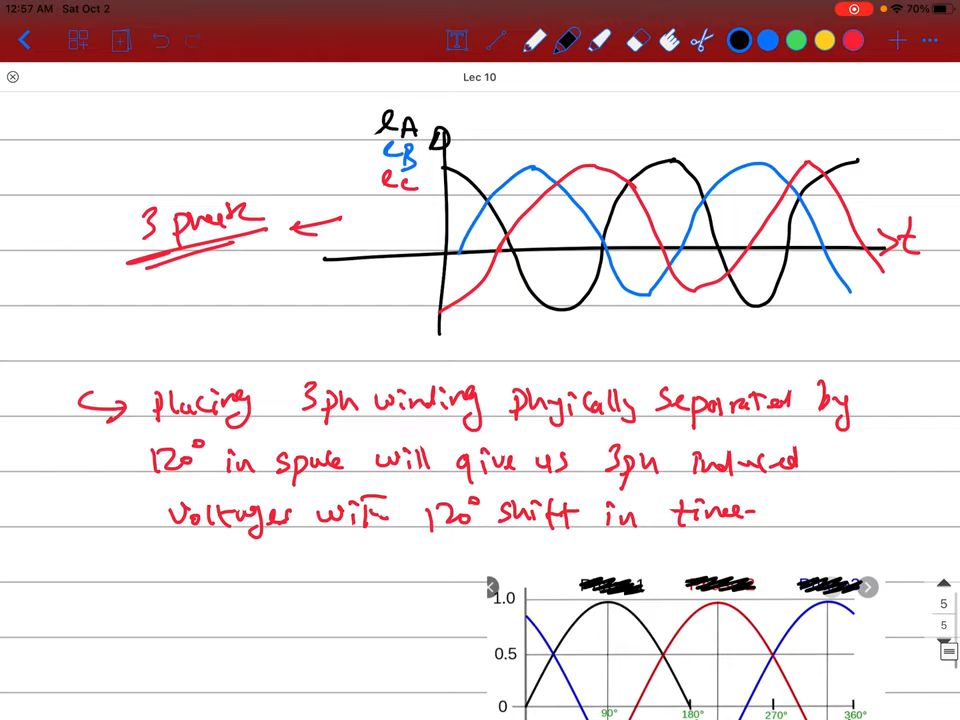 12:57 AM Sat Oct 2
70%
Lec 10
eA
eB
ec
3 phase
t
placing 3ph winding physically separated by
120° in space will give us 3ph induced
voltages with 120° shift in time
1.0
0.5
0
90°
180°
270°
360°
5
5